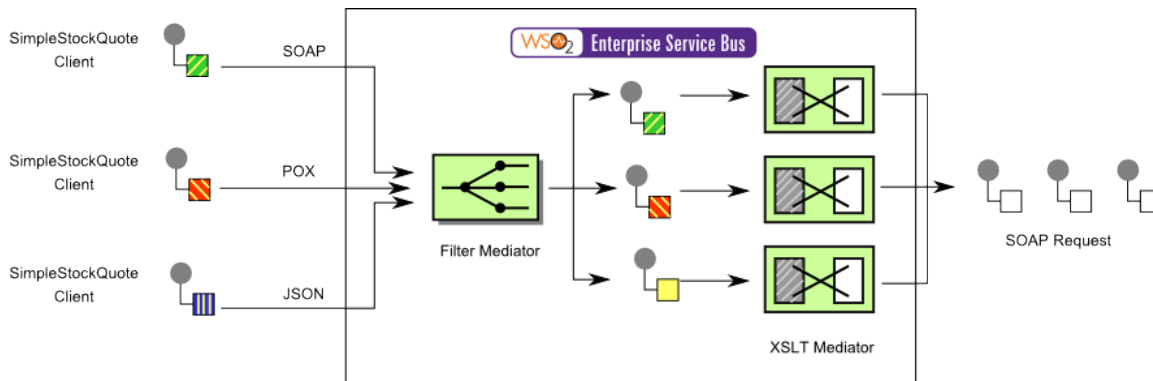 SimpleStockQuote
Client
SOAP
WSO2 Enterprise Service Bus
SimpleStockQuote
Client
POX
Filter Mediator
SOAP Request
SimpleStockQuote
Client
JSON
XSLT Mediator